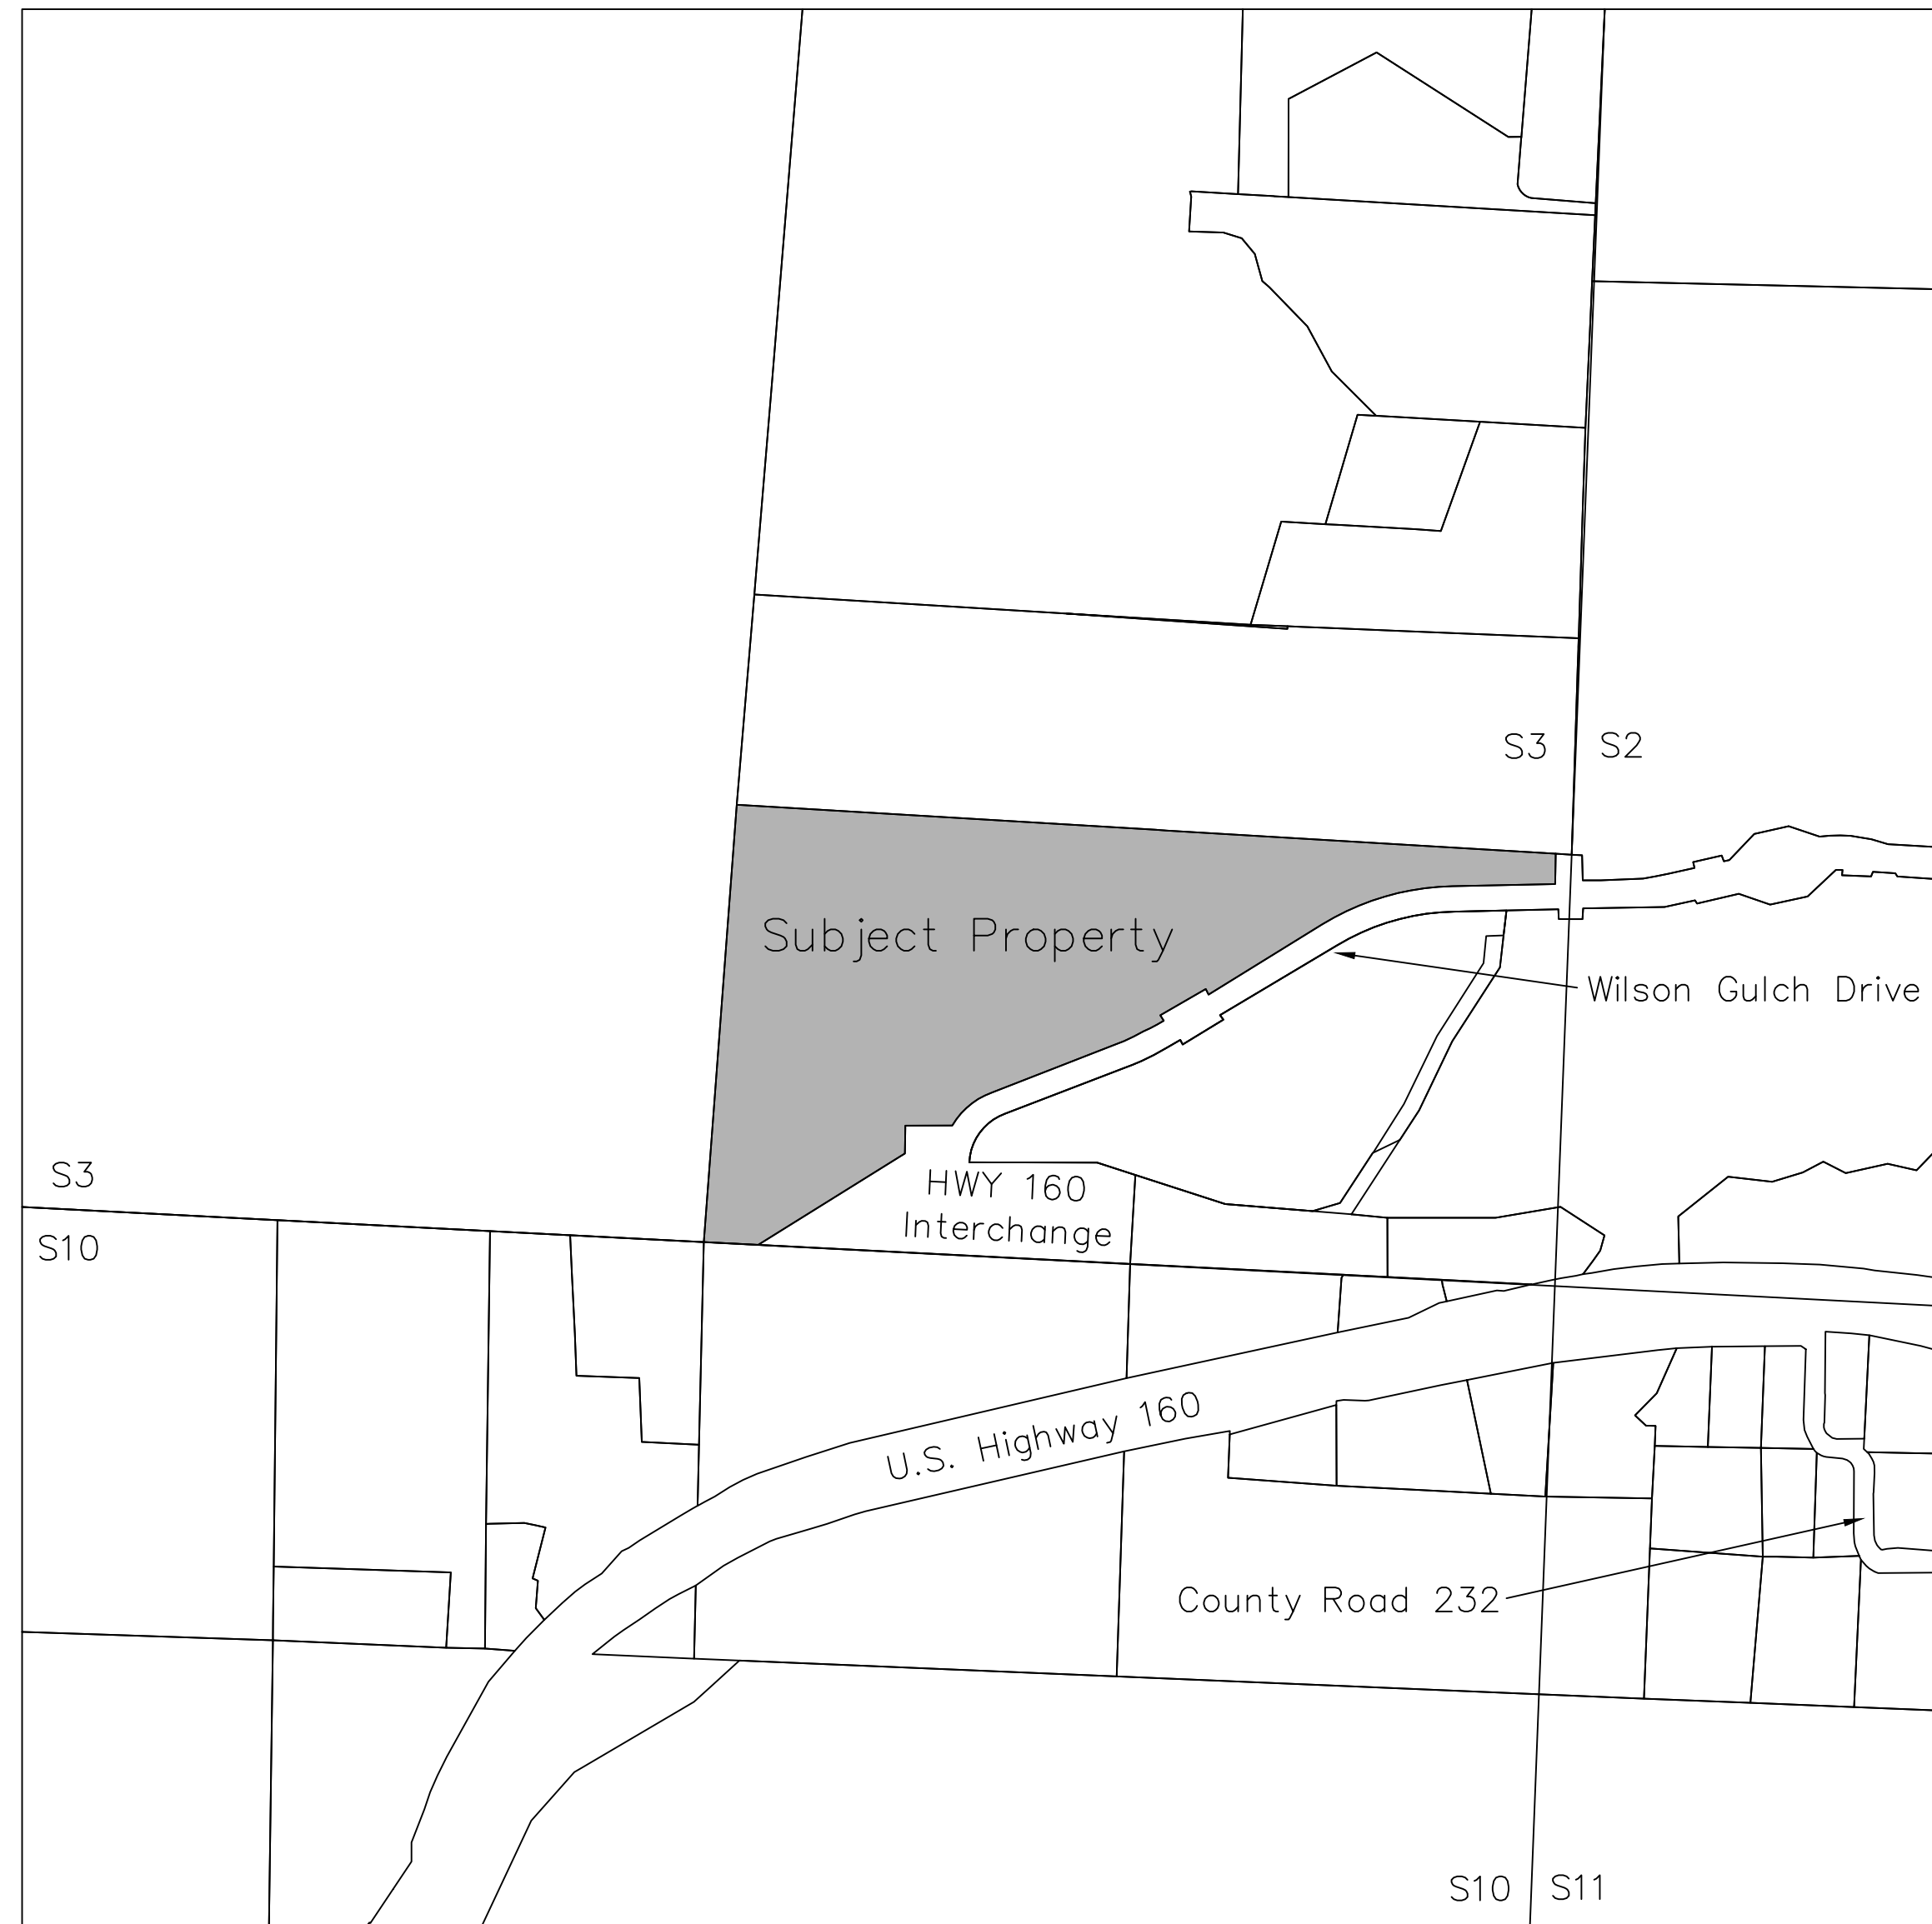 S3
S2
Subject Property
Wilson Gulch Drive
S3
HWY 160
Interchange
S10
U.S. Highway 160
County Road 232
S10
S11